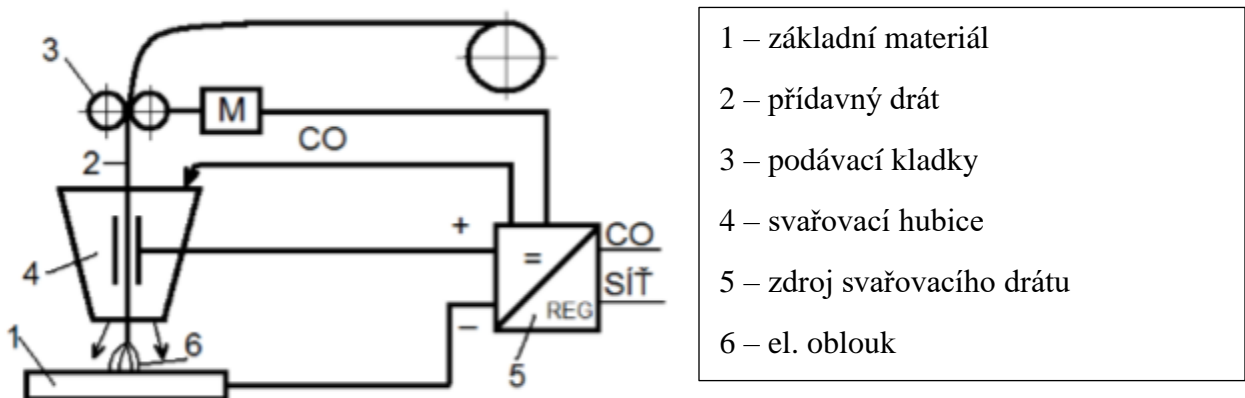 3
M
CO
2
+
4
=
CO
SÍŤ
REG
–
1
6
5
1 – základní materiál
2 – přídavný drát
3 – podávací kladky
4 – svařovací hubice
5 – zdroj svařovacího drátu
6 – el. oblouk